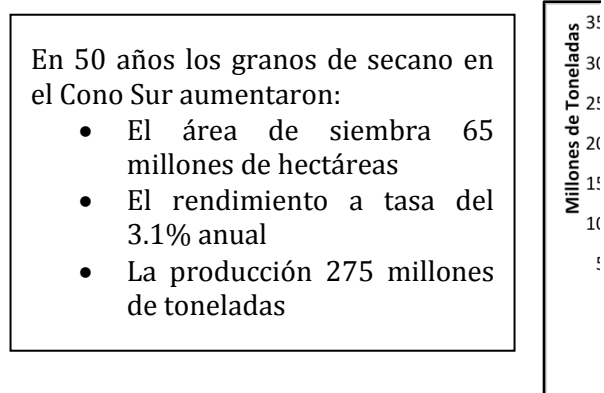 En 50 años los granos de secano en
el Cono Sur aumentaron:
• El área de siembra 65
millones de hectáreas
• El rendimiento a tasa del
3.1% anual
• La producción 275 millones
de toneladas
Millones de Toneladas